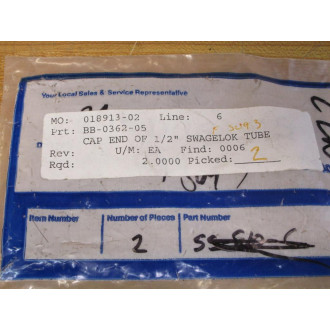 Your Local Sales & Service Representative
MO: 018913-02 Line: 6
Prt: BB-0362-05
CAP END OF 1/2" SWAGELOK TUBE
Rev: U/M: EA Find: 0006
Rqd: 2.0000 Picked: 2
Item Number Number of Pieces Part Number
2